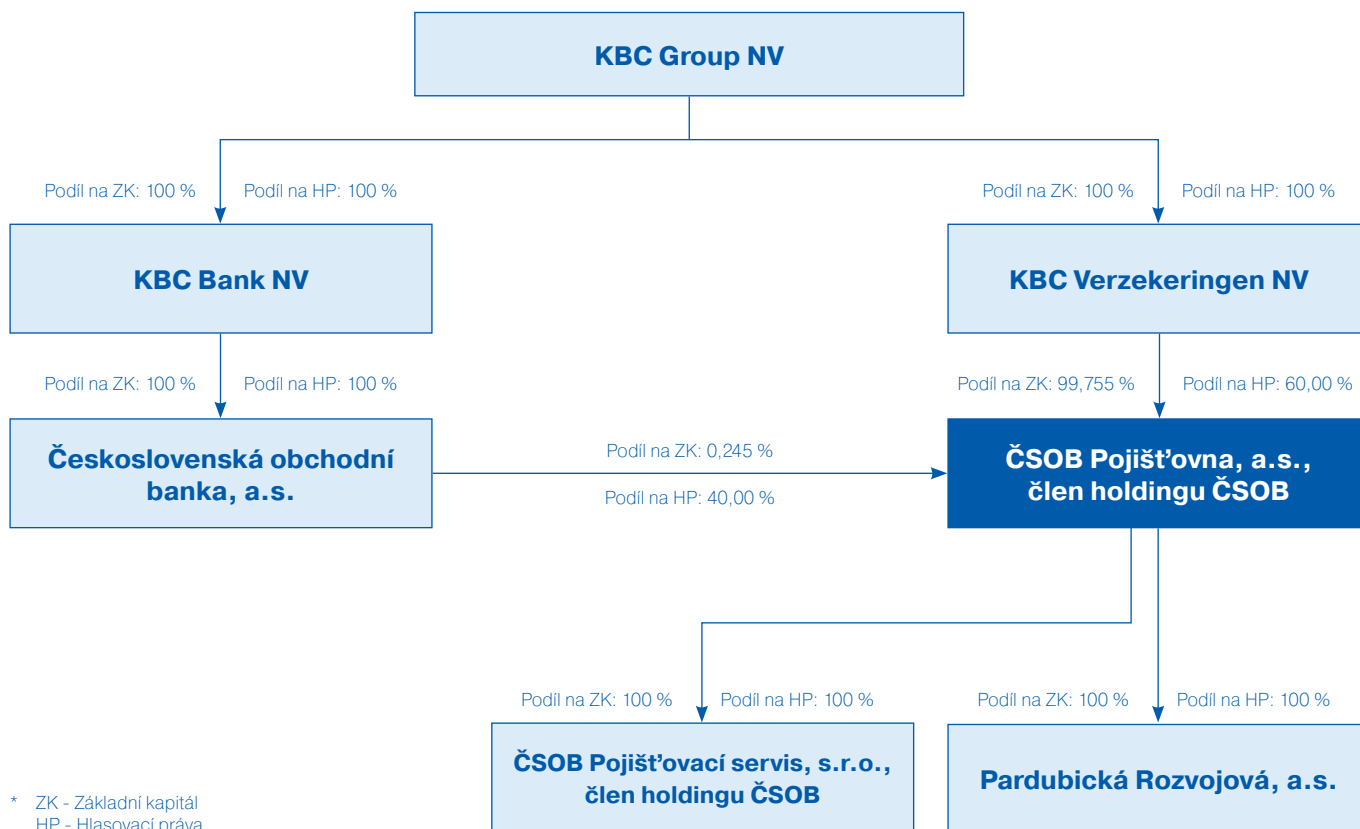 KBC Group NV
Podíl na ZK: 100 %
Podíl na HP: 100 %
Podíl na ZK: 100 %
Podíl na HP: 100 %
KBC Bank NV
KBC Verzekeringen NV
Podíl na ZK: 100 %
Podíl na HP: 100 %
Podíl na ZK: 99,755 %
Podíl na HP: 60,00 %
Československá obchodní
banka, a.s.
Podíl na ZK: 0,245 %
Podíl na HP: 40,00 %
ČSOB Pojišťovna, a.s.,
člen holdingu ČSOB
Podíl na ZK: 100 %
Podíl na HP: 100 %
Podíl na ZK: 100 %
Podíl na HP: 100 %
ČSOB Pojišťovací servis, s.r.o.,
člen holdingu ČSOB
Pardubická Rozvojová, a.s.
* ZK - Základní kapitál
HP - Hlasovací práva